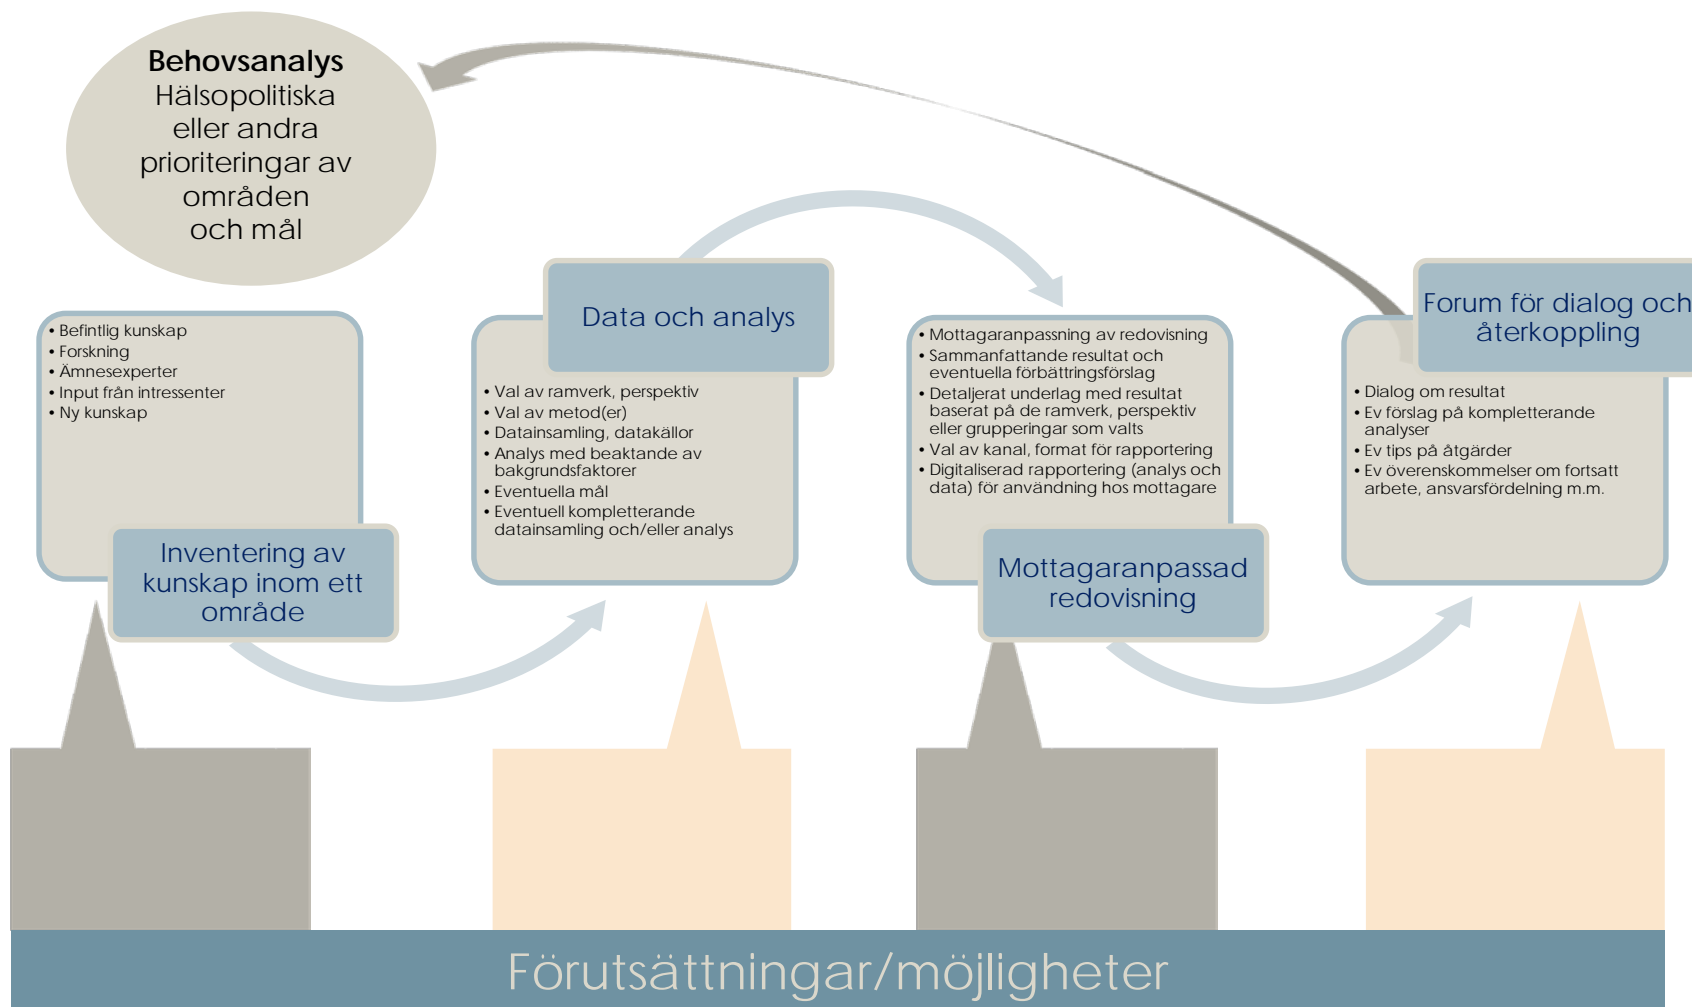 Behovsanalys
Hälsopolitiska
eller andra
prioriteringar av
områden
och mål
• Befintlig kunskap
• Forskning
• Ämnesexperter
• Input från intressenter
• Ny kunskap
Inventering av
kunskap inom ett
område
Data och analys
• Val av ramverk, perspektiv
• Val av metod(er)
• Datainsamling, datakällor
• Analys med beaktande av
bakgrundsfaktorer
• Eventuella mål
• Eventuell kompletterande
datainsamling och/eller analys
• Mottagaranpassning av redovisning
• Sammanfattande resultat och
eventuella förbättringsförslag
• Detaljerat underlag med resultat
baserat på de ramverk, perspektiv
eller grupperingar som valts
• Val av kanal, format för rapportering
• Digitaliserad rapportering (analys och
data) för användning hos mottagare
Mottagaranpassad
redovisning
Forum för dialog och
återkoppling
• Dialog om resultat
• Ev förslag på kompletterande
analyser
• Ev tips på åtgärder
• Ev överenskommelser om fortsatt
arbete, ansvarsfördelning m.m.
Förutsättningar/möjligheter